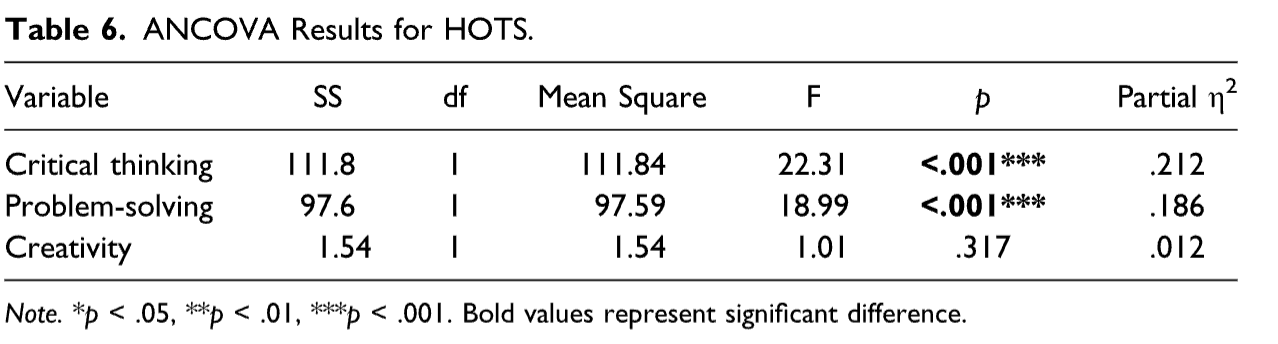 Table 6. ANCOVA Results for HOTS.
Variable SS df Mean Square F p Partial η²
Critical thinking 111.8 1 111.84 22.31 <.001*** .212
Problem-solving 97.6 1 97.59 18.99 <.001*** .186
Creativity 1.54 1 1.54 1.01 .317 .012
Note. *p < .05, **p < .01, ***p < .001. Bold values represent significant difference.